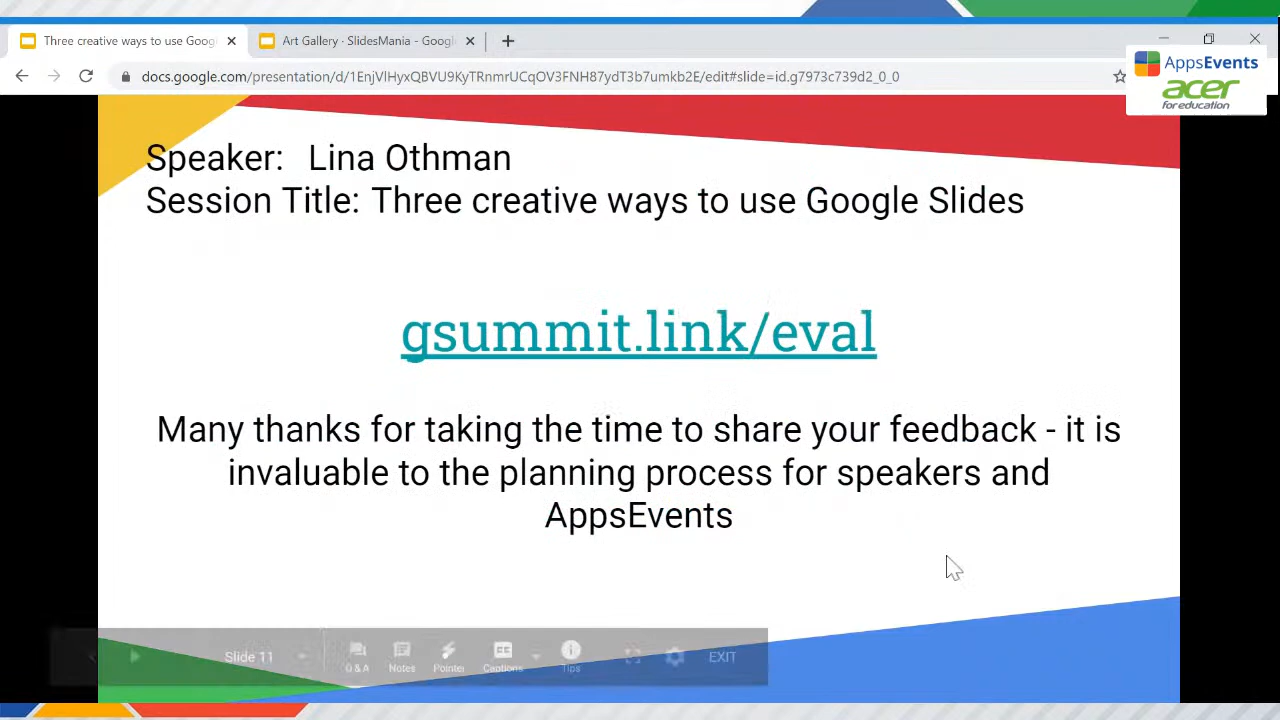 Three creative ways to use Goog
Art Gallery · SlidesMania - Googl
docs.google.com/presentation/d/1EnjVlHyxQBVUWyTRnmrUCqOV3FNH87ydT3b7umkb2E/edit#slide=id.g7973c739d2_0_0
AppsEvents
acer
for education
Speaker: Lina Othman
Session Title: Three creative ways to use Google Slides
gsummit.link/eval
Many thanks for taking the time to share your feedback - it is
invaluable to the planning process for speakers and
AppsEvents
Slide 11
Q & A
Notes
Pointer
Captions
Tips
EXIT